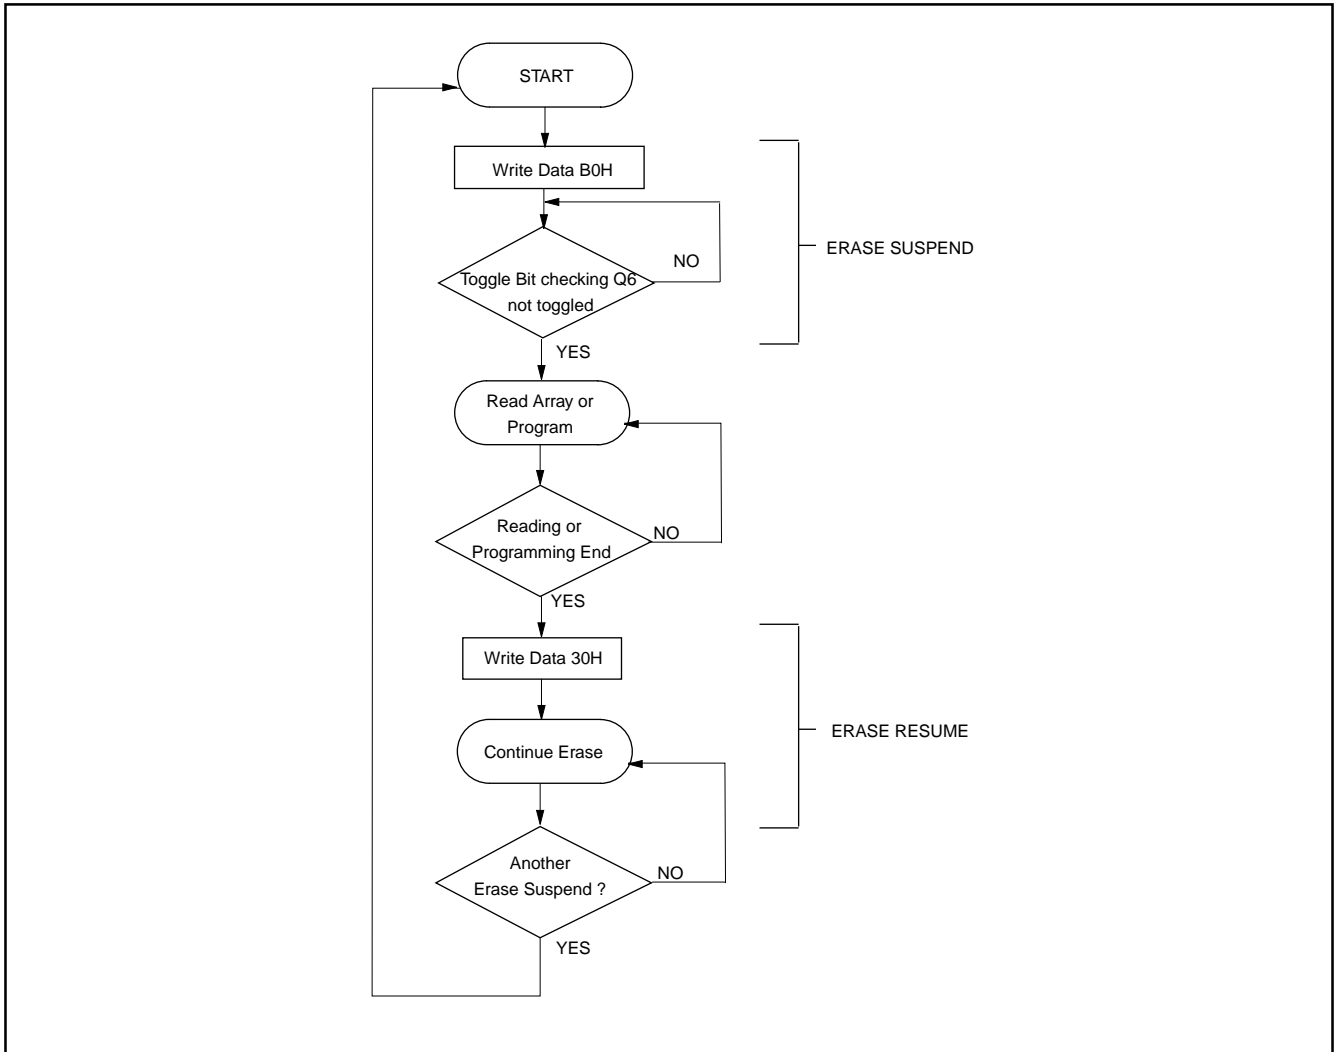 START
Write Data B0H
ERASE SUSPEND
NO
Toggle Bit checking Q6
not toggled
YES
Read Array or
Program
Reading or
NO
Programming End
YES
Write Data 30H
ERASE RESUME
Continue Erase
Another
NO
Erase Suspend ?
YES